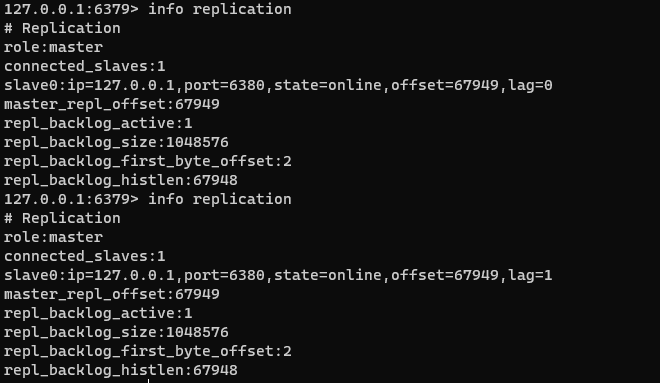 127.0.0.1:6379> info replication
# Replication
role:master
connected_slaves:1
slave0:ip=127.0.0.1,port=6380,state=online,offset=67949,lag=0
master_repl_offset:67949
repl_backlog_active:1
repl_backlog_size:1048576
repl_backlog_first_byte_offset:2
repl_backlog_histlen:67948
127.0.0.1:6379> info replication
# Replication
role:master
connected_slaves:1
slave0:ip=127.0.0.1,port=6380,state=online,offset=67949,lag=1
master_repl_offset:67949
repl_backlog_active:1
repl_backlog_size:1048576
repl_backlog_first_byte_offset:2
repl_backlog_histlen:67948